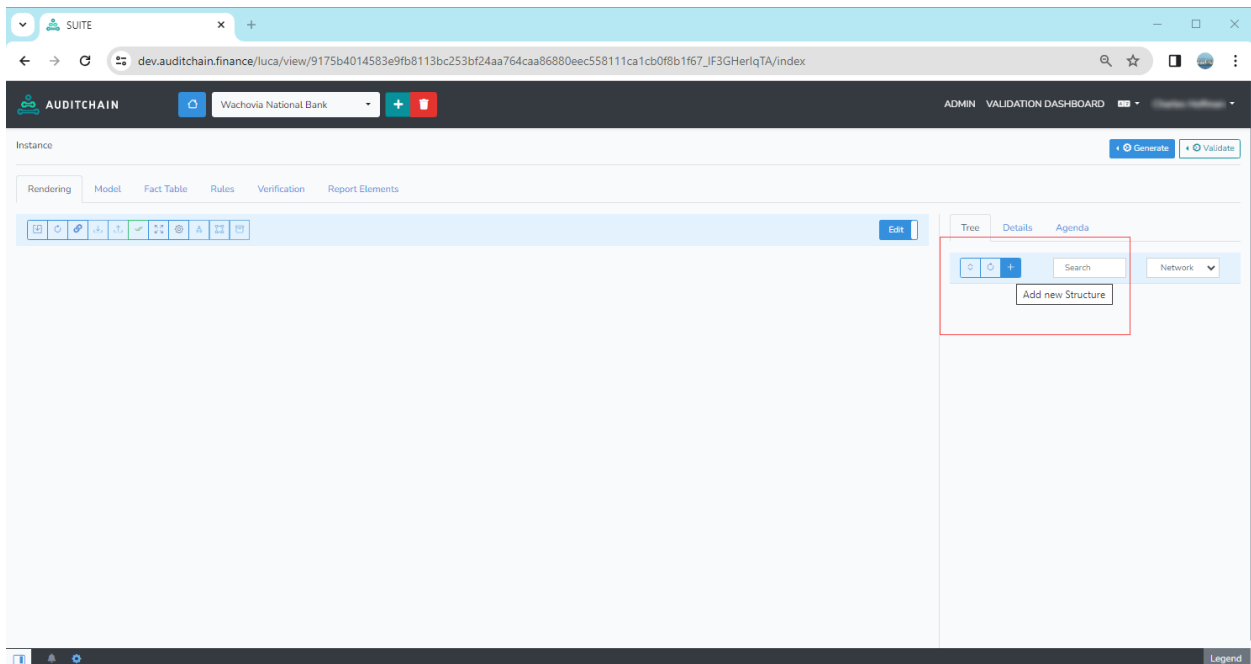 SUITE
dev.auditchain.finance/luca/view/9175b4014583e9fb8113bc253bf24aa764caa86880eec558111ca1cb0f8b1f67_IF3GHerIqTA/index
AUDITCHAIN Wachovia National Bank ADMIN VALIDATION DASHBOARD
Instance Generate Validate
Rendering Model Fact Table Rules Verification Report Elements
Edit Tree Details Agenda
Search Network
Add new Structure
Legend